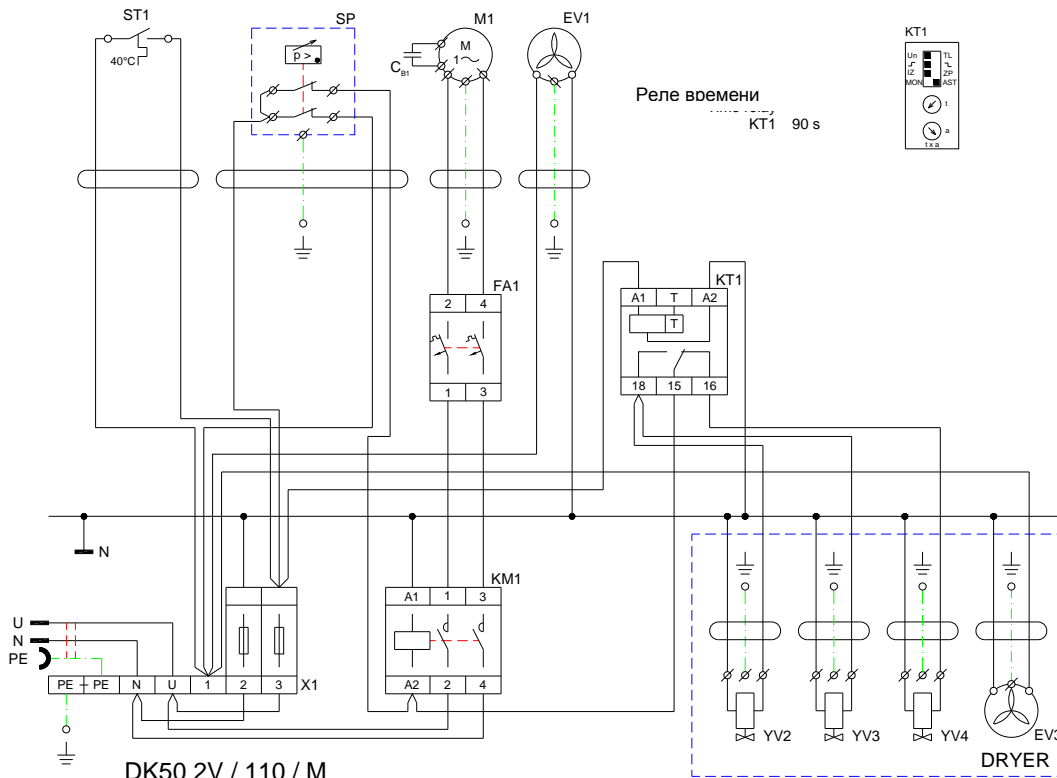 ST1
SP
M1
EV1
KT1
40°C
p >
M
1
C B1
Un TL
IZ ZP
MON AST
t
a
t x a
Реле времени
KT1 90 s
FA1
2 4
1 3
KT1
A1 T A2
T
18 15 16
N
KM1
A1 1 3
A2 2 4
U
N
PE
PE PE N U 1 2 3
X1
YV2
YV3
YV4
EV3
DRYER
DK50 2V / 110 / M